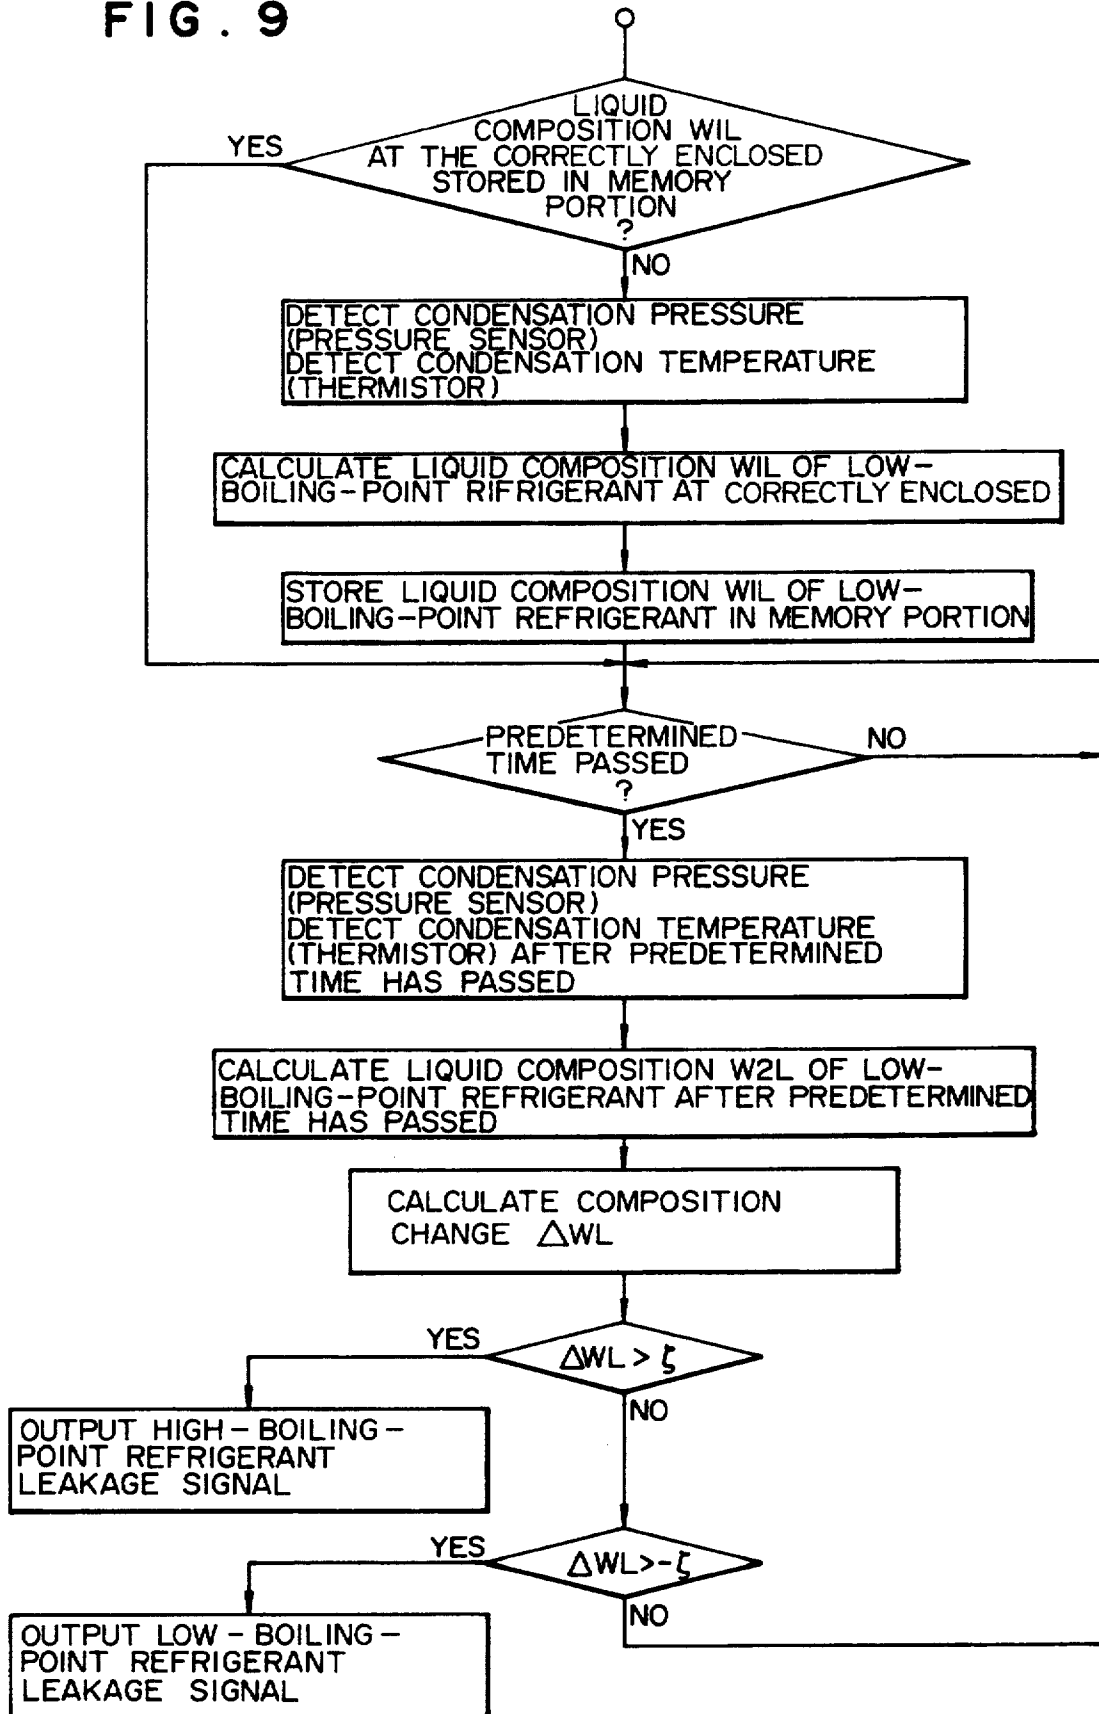 FIG. 9
LIQUID
COMPOSITION WIL
AT THE CORRECTLY ENCLOSED
STORED IN MEMORY
PORTION
?
YES
NO
DETECT CONDENSATION PRESSURE
(PRESSURE SENSOR)
DETECT CONDENSATION TEMPERATURE
(THERMISTOR)
CALCULATE LIQUID COMPOSITION WIL OF LOW-
BOILING-POINT RIFRIGERANT AT CORRECTLY ENCLOSED
STORE LIQUID COMPOSITION WIL OF LOW-
BOILING-POINT REFRIGERANT IN MEMORY PORTION
PREDETERMINED
TIME PASSED
?
NO
YES
DETECT CONDENSATION PRESSURE
(PRESSURE SENSOR)
DETECT CONDENSATION TEMPERATURE
(THERMISTOR) AFTER PREDETERMINED
TIME HAS PASSED
CALCULATE LIQUID COMPOSITION W2L OF LOW-
BOILING-POINT REFRIGERANT AFTER PREDETERMINED
TIME HAS PASSED
CALCULATE COMPOSITION
CHANGE △WL
△WL > ζ
YES
NO
OUTPUT HIGH-BOILING-
POINT REFRIGERANT
LEAKAGE SIGNAL
△WL>-ζ
YES
NO
OUTPUT LOW-BOILING-
POINT REFRIGERANT
LEAKAGE SIGNAL